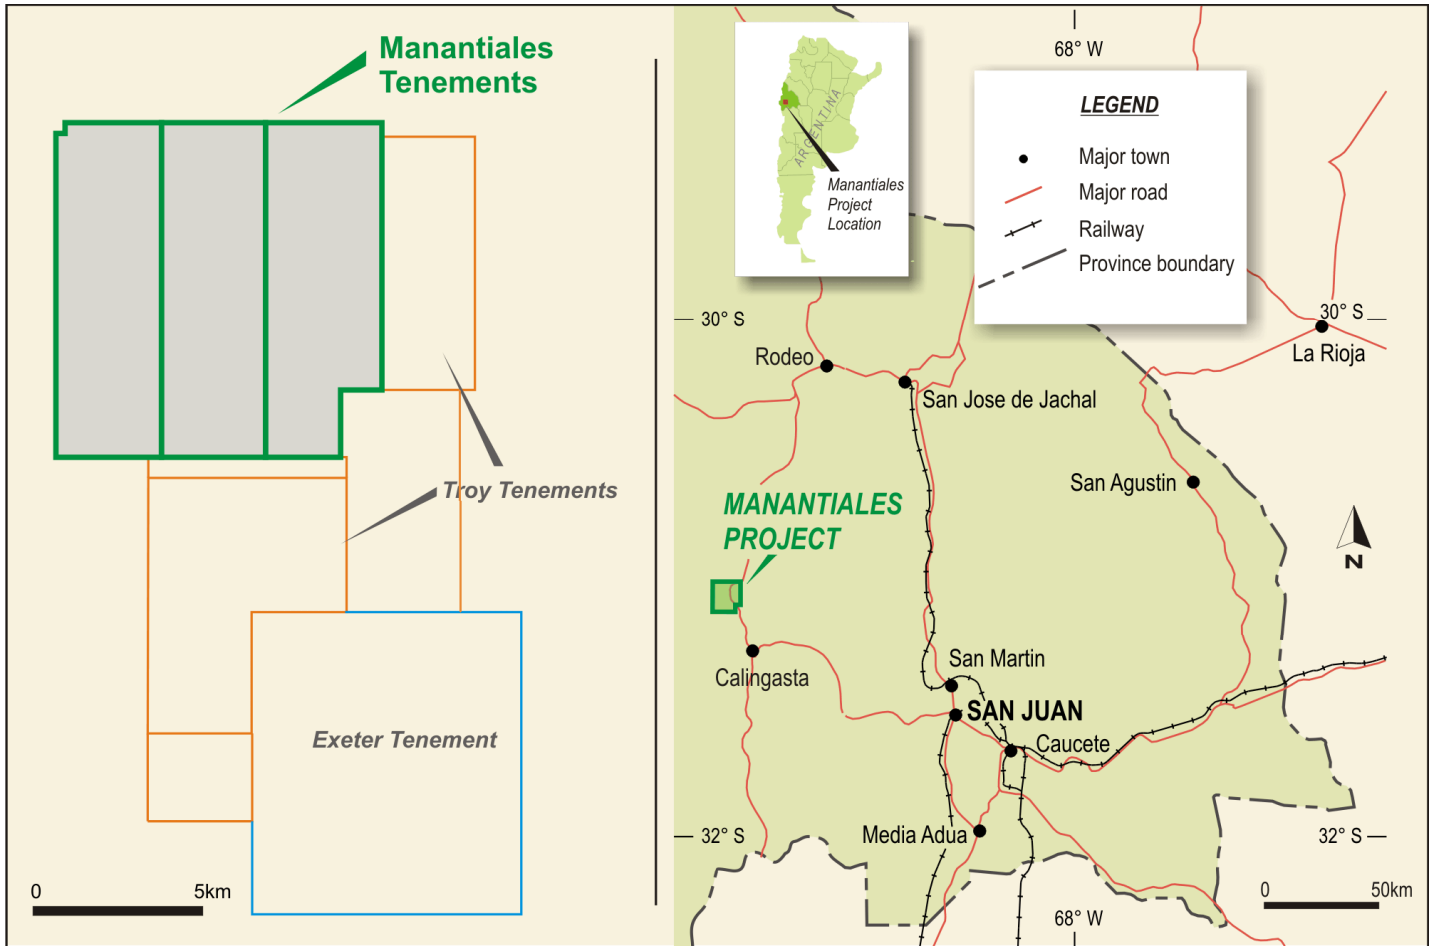 Manantiales
Tenements
Troy Tenements
Exeter Tenement
0 5km
ARGENTINA
Manantiales
Project
Location
68° W
LEGEND
Major town
Major road
Railway
Province boundary
30° S
30° S
La Rioja
Rodeo
San Jose de Jachal
San Agustin
MANANTIALES
PROJECT
N
Calingasta
San Martin
SAN JUAN
Caucete
Media Adua
32° S
32° S
0 50km
68° W